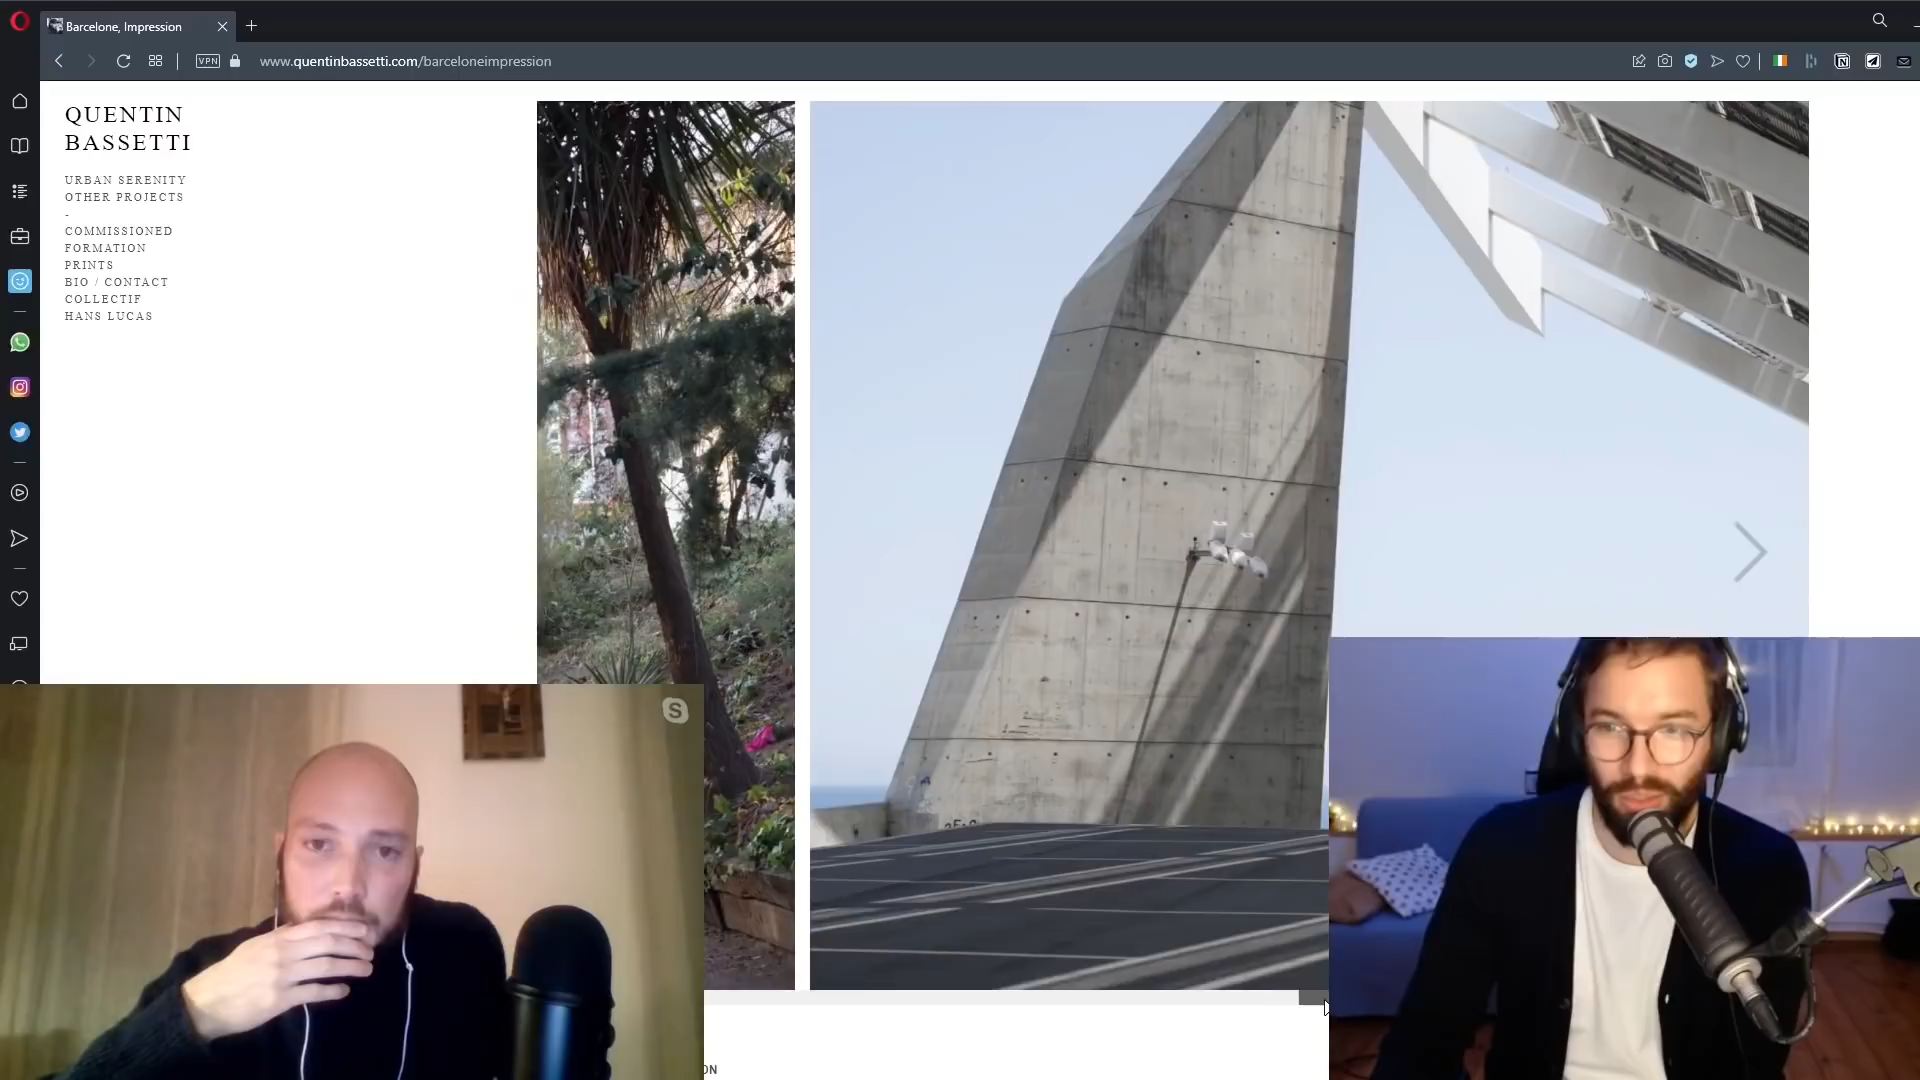 Barcelone, Impression
VPN
www.quentinbassetti.com/barceloneimpression
QUENTIN
BASSETTI
URBAN SERENITY
OTHER PROJECTS
-
COMMISSIONED
FORMATION
PRINTS
BIO / CONTACT
COLLECTIF
HANS LUCAS
S
ON